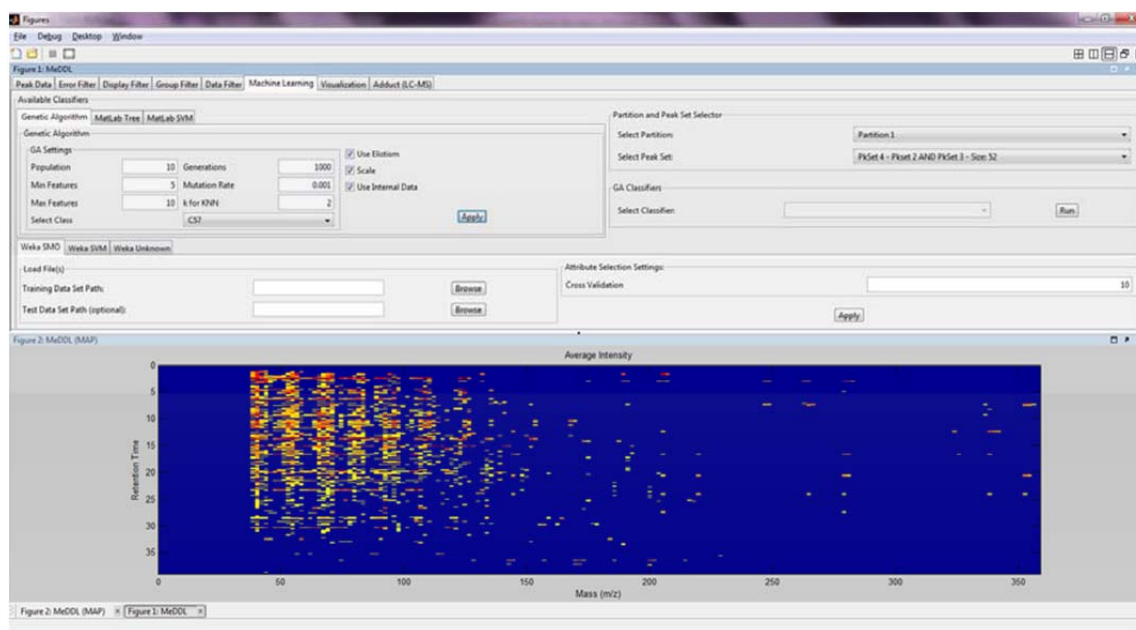 Figures
File Debug Desktop Window
Figure 1: MeDDL
Peak Data Error Filter Display Filter Group Filter Data Filter Machine Learning Visualization Adduct (LC-MS)
Available Classifiers
Genetic Algorithm MatLab Tree MatLab SVM
Genetic Algorithm
GA Settings
Population 10 Generations 1000
Min Features 5 Mutation Rate 0.001
Max Features 10 k for KNN 2
Select Class C57
Use Elistism
Scale
Use Internal Data
Apply
Partition and Peak Set Selector
Select Partition: Partition 1
Select Peak Set: PkSet 4 - Pkset 2 AND PkSet 3 - Size: 52
GA Classifiers
Select Classifier: Run
Weka SMO Weka SVM Weka Unknown
Load File(s)
Training Data Set Path: Browse
Test Data Set Path (optional): Browse
Attribute Selection Settings:
Cross Validation 10
Apply
Figure 2: MeDDL (MAP)
Average Intensity
Retention Time
0
5
10
15
20
25
30
35
0 50 100 150 200 250 300 350
Mass (m/z)
Figure 2: MeDDL (MAP) × Figure 1: MeDDL ×